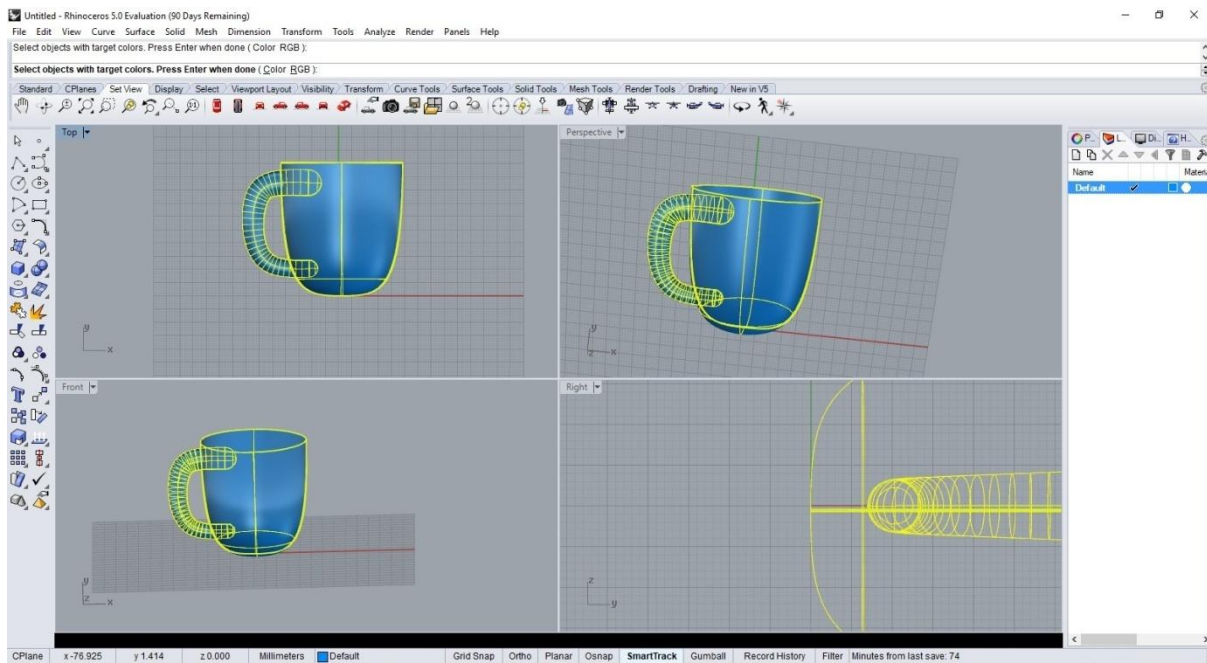 Untitled - Rhinoceros 5.0 Evaluation (90 Days Remaining)
File Edit View Curve Surface Solid Mesh Dimension Transform Tools Analyze Render Panels Help
Select objects with target colors. Press Enter when done ( Color RGB ):
Select objects with target colors. Press Enter when done ( Color RGB ):
Standard CPlanes Set View Display Select Viewport Layout Visibility Transform Curve Tools Surface Tools Solid Tools Mesh Tools Render Tools Drafting New in V5
Top
Perspective
P.. L.. Di.. H..
Name Materi
Default
y
x
y
z x
Front
Right
y
z x
z
y
CPlane x -76.925 y 1.414 z 0.000 Millimeters Default Grid Snap Ortho Planar Osnap SmartTrack Gumball Record History Filter Minutes from last save: 74